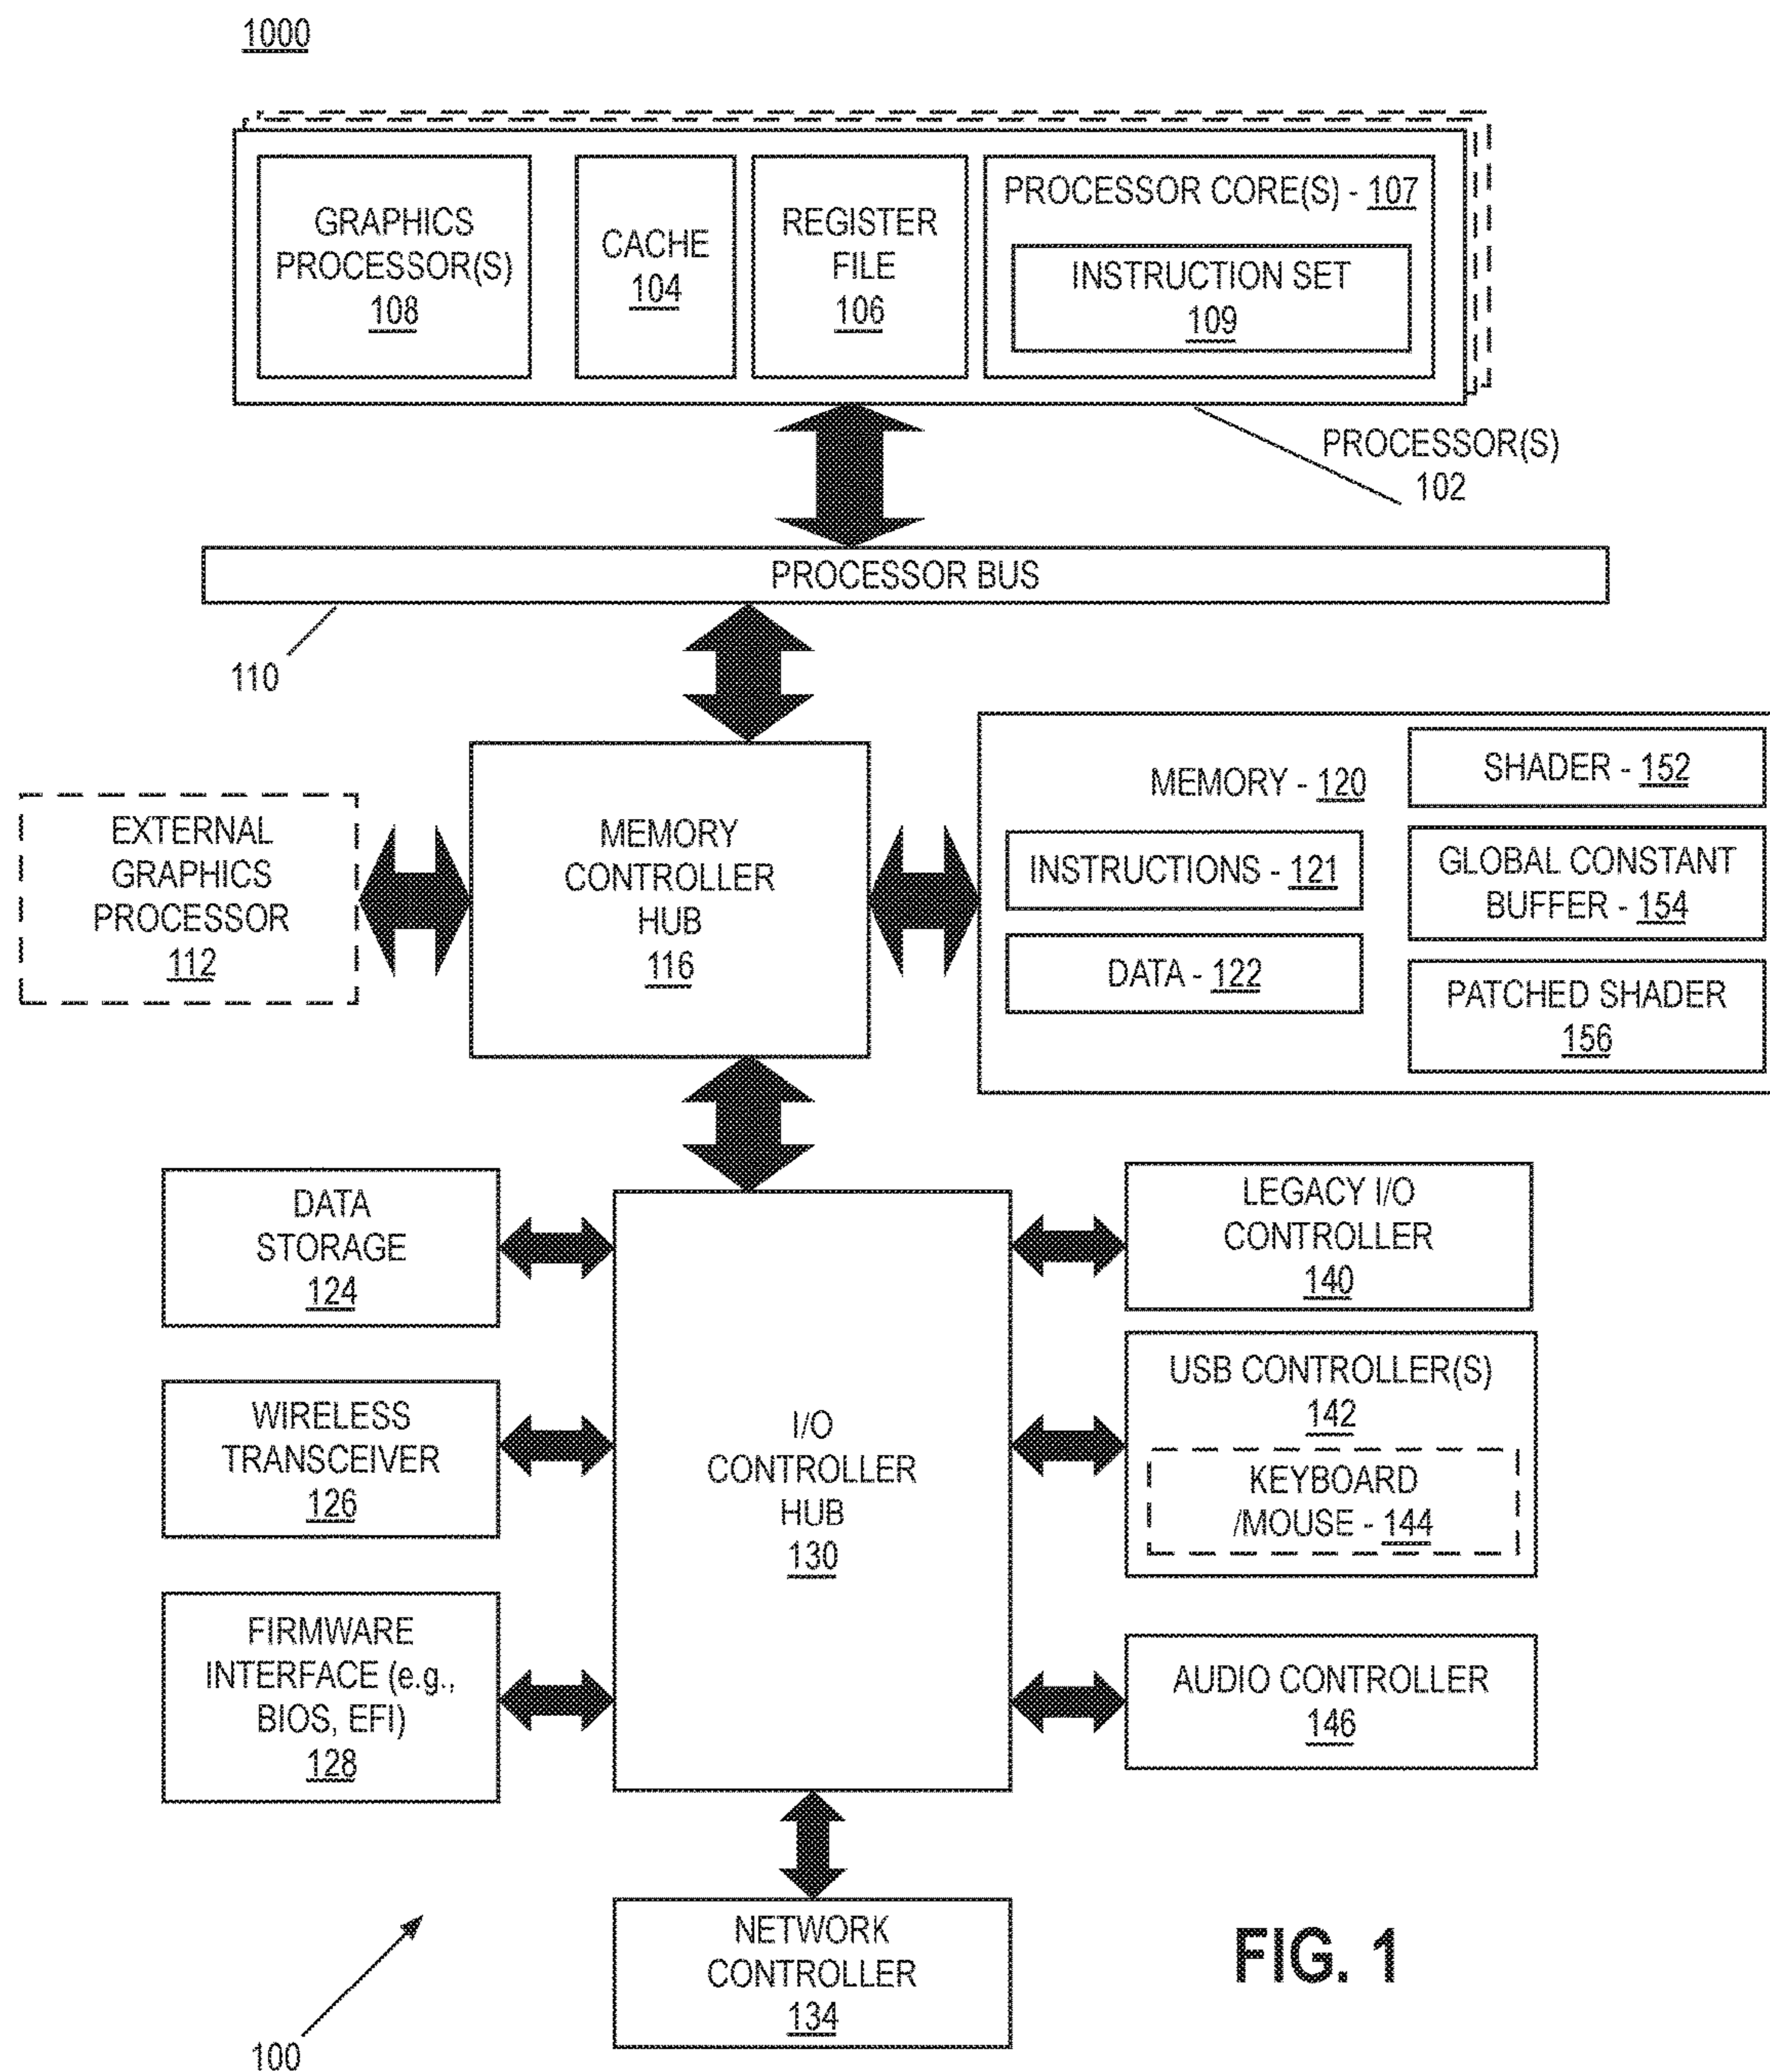 1000
GRAPHICS
PROCESSOR(S)
108
CACHE
104
REGISTER
FILE
106
PROCESSOR CORE(S) - 107
INSTRUCTION SET
109
PROCESSOR(S)
102
PROCESSOR BUS
110
EXTERNAL
GRAPHICS
PROCESSOR
112
MEMORY
CONTROLLER
HUB
116
MEMORY - 120
INSTRUCTIONS - 121
DATA - 122
SHADER - 152
GLOBAL CONSTANT
BUFFER - 154
PATCHED SHADER
156
DATA
STORAGE
124
WIRELESS
TRANSCEIVER
126
FIRMWARE
INTERFACE (e.g.,
BIOS, EFI)
128
I/O
CONTROLLER
HUB
130
LEGACY I/O
CONTROLLER
140
USB CONTROLLER(S)
142
KEYBOARD
/MOUSE - 144
AUDIO CONTROLLER
146
NETWORK
CONTROLLER
134
100
FIG. 1